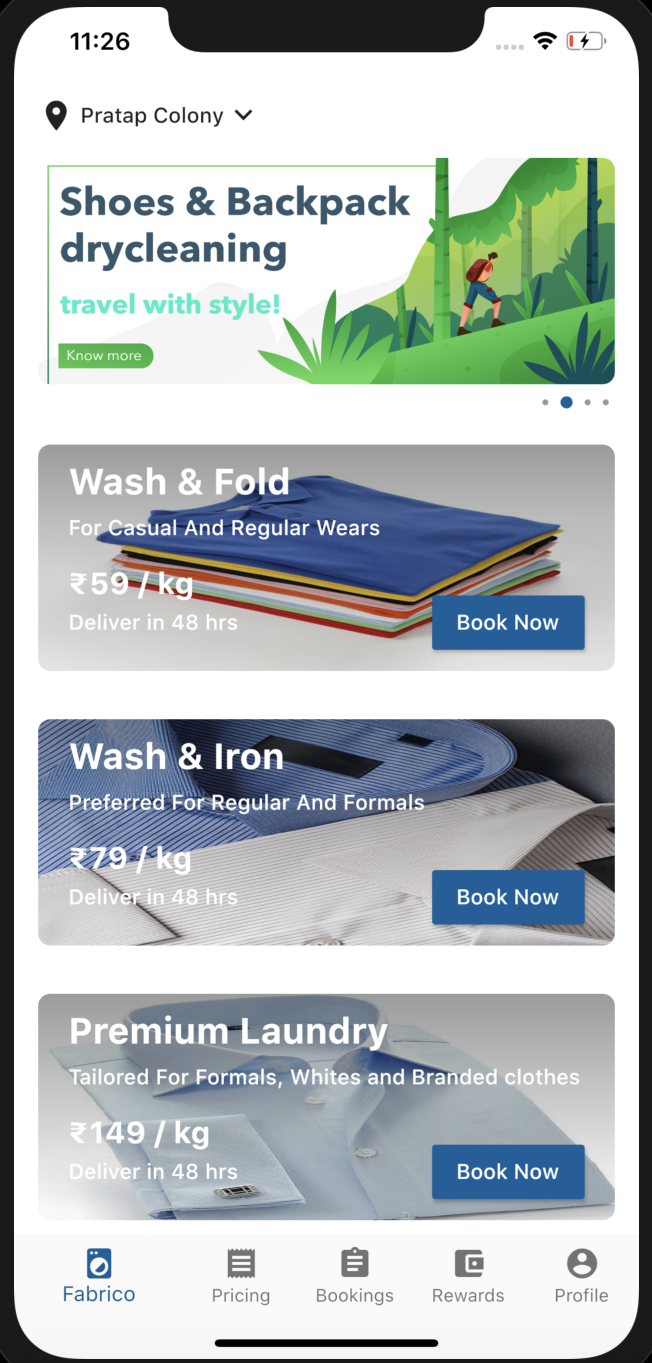 11:26
Pratap Colony
Shoes & Backpack
drycleaning
travel with style!
Know more
Wash & Fold
For Casual And Regular Wears
₹59 / kg
Deliver in 48 hrs
Book Now
Wash & Iron
Preferred For Regular And Formals
₹79 / kg
Deliver in 48 hrs
Book Now
Premium Laundry
Tailored For Formals, Whites and Branded clothes
₹149 / kg
Deliver in 48 hrs
Book Now
Fabrico
Pricing
Bookings
Rewards
Profile